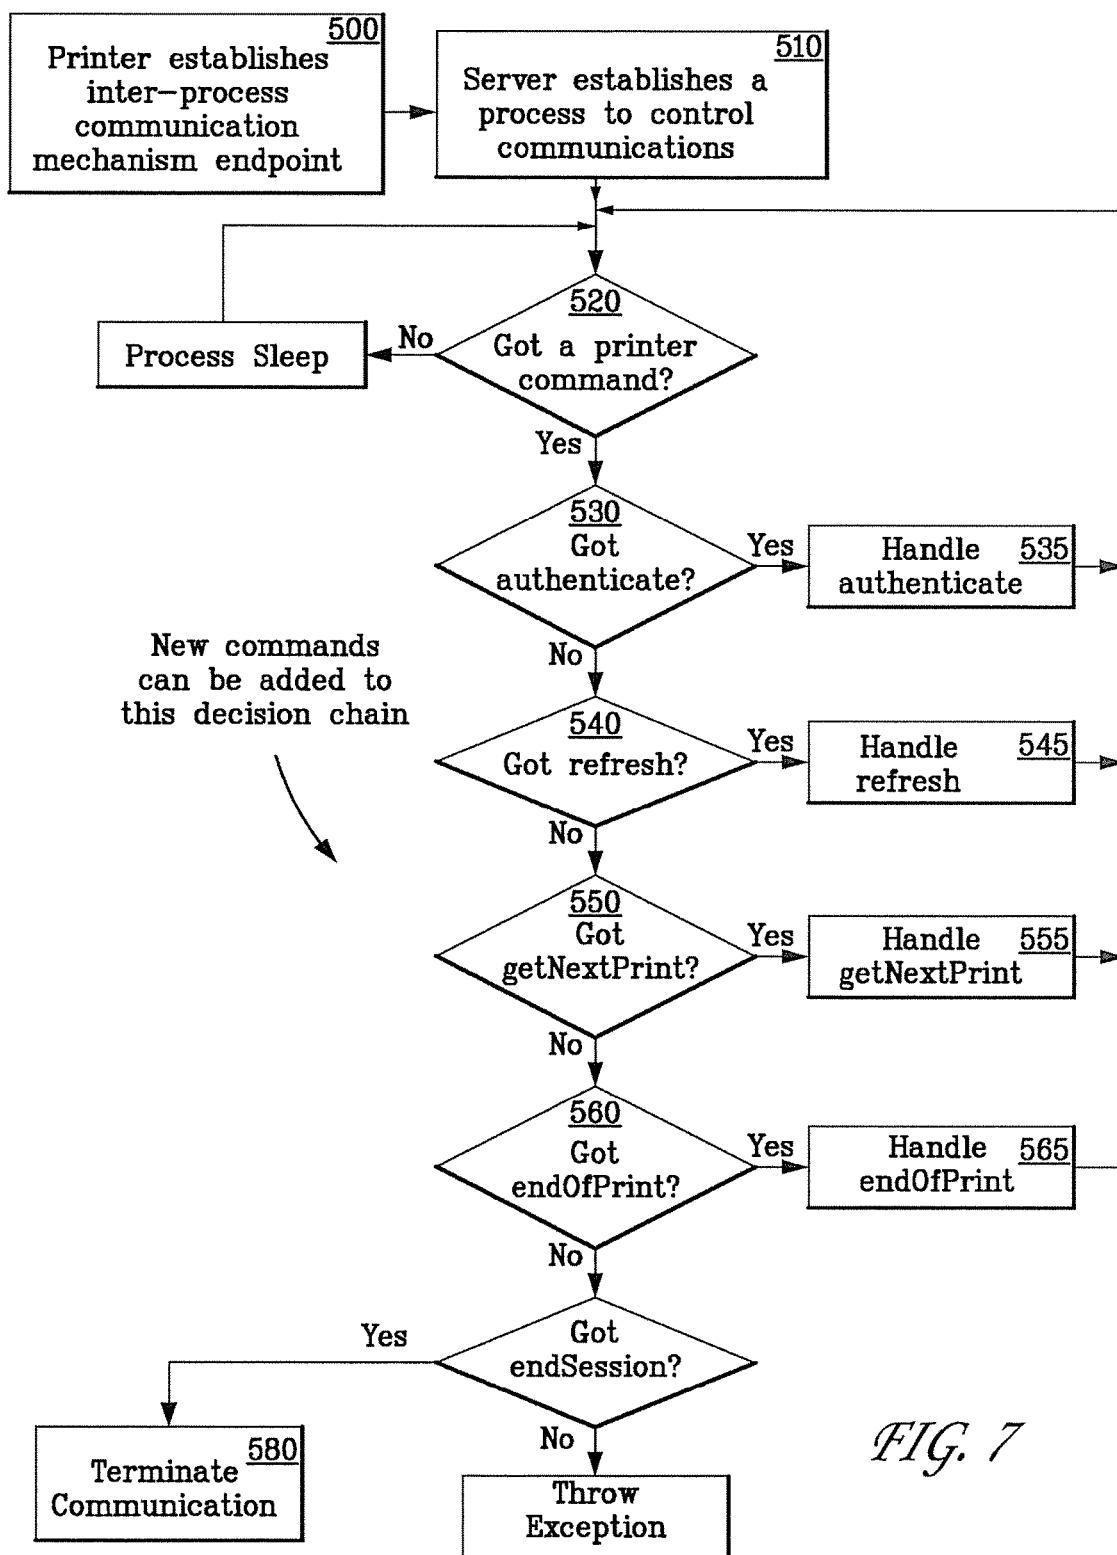 500
Printer establishes
inter-process
communication
mechanism endpoint
510
Server establishes a
process to control
communications
520
Got a printer
command?
No
Process Sleep
Yes
530
Got
authenticate?
Yes
Handle 535
authenticate
No
New commands
can be added to
this decision chain
540
Got refresh?
Yes
Handle 545
refresh
No
550
Got
getNextPrint?
Yes
Handle 555
getNextPrint
No
560
Got
endOfPrint?
Yes
Handle 565
endOfPrint
No
Got
endSession?
Yes
580
Terminate
Communication
No
Throw
Exception
FIG. 7